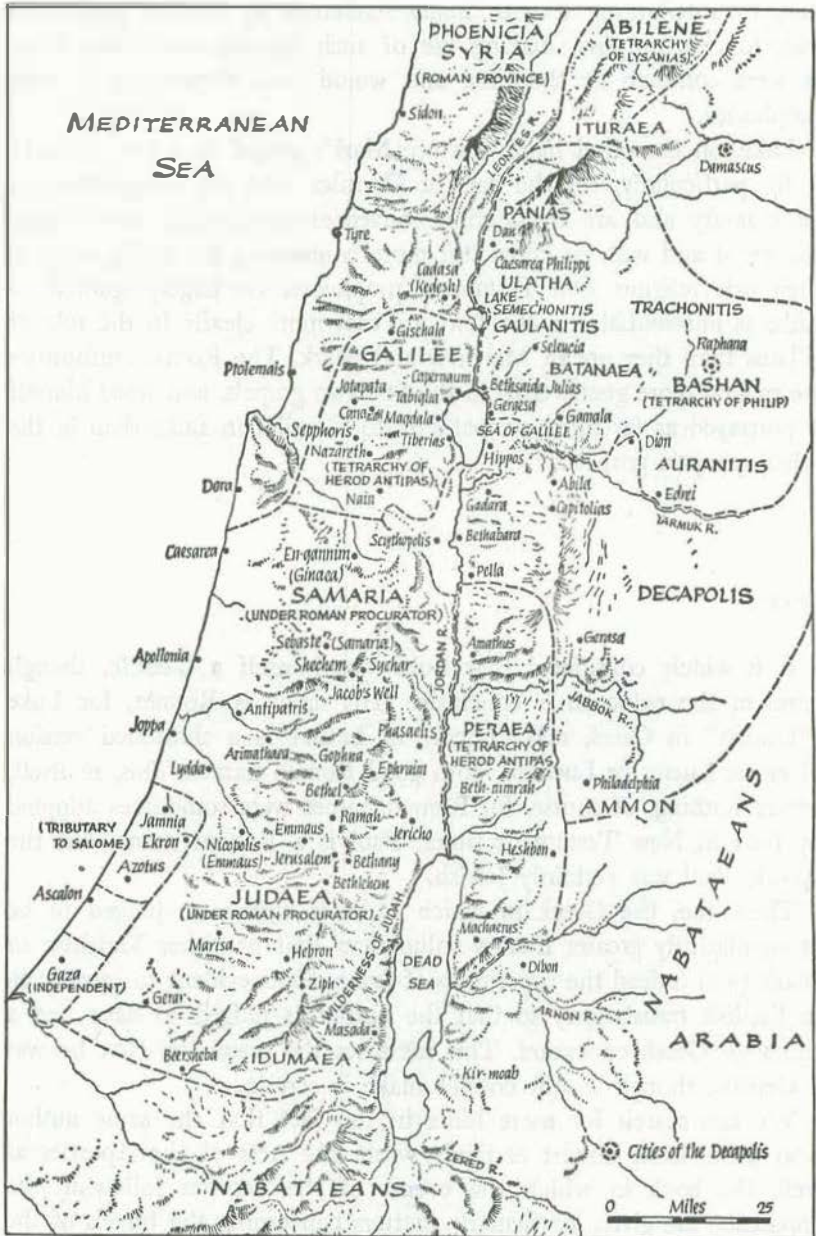 PHOENICIA
SYRIA
(ROMAN PROVINCE)
ABILENE
(TETRARCHY
OF LYSANIAS)
MEDITERRANEAN
SEA
Sidon
ITURAEA
LEONTES
Damascus
PANIAS
Dan
Tyre
Caesarea Philippi
Cadasa
(Kedesh)
ULATHA
LAKE
SEMECHONITIS
TRACHONITIS
Gischala
GAULANITIS
GALILEE
Seleucia
Raphana
Ptolemais
BATANAEA
Capernaum
BASHAN
(TETRARCHY OF PHILIP)
Jotapata
Tabigha
Bethsaida Julias
Gergesa
Cana
Magdala
Gamala
SEA OF GALILEE
Sepphoris
Tiberias
Dion
Nazareth
Hippos
AURANITIS
(TETRARCHY OF
HEROD ANTIPAS)
Dora
Nain
Abila
Edrei
Gadara
Capitolias
YARMUK R.
Caesarea
Scythopolis
Bethabara
En-gannim
(Ginaea)
Pella
SAMARIA
(UNDER ROMAN PROCURATOR)
DECAPOLIS
JORDAN R.
Sebaste (Samaria)
Amathus
Gerasa
Apollonia
Shechem
Sychar
Jacob's Well
JABBOK R.
Antipatris
Joppa
Phasaelis
PERAEA
(TETRARCHY OF
HEROD ANTIPAS)
Arimathaea
Gophna
Lydda
Ephraim
Bethel
Beth-nimrah
Philadelphia
AMMON
Ramah
(TRIBUTARY
TO SALOME)
Jamnia
Emmaus
Jericho
Ekron
Nicopolis
(Emmaus)
Jerusalem
Bethany
Heshbon
Azotus
Bethlehem
Ascalon
JUDAEA
(UNDER ROMAN PROCURATOR)
WILDERNESS OF JUDAH
Machaerus
Marisa
DEAD
SEA
NABATAEANS
Gaza
(INDEPENDENT)
Hebron
Dibon
Gerar
Ziph
ARNON R.
ARABIA
Masada
Beersheba
IDUMAEA
Kir-moab
Cities of the Decapolis
ZERED R.
NABATAEANS
0 Miles 25